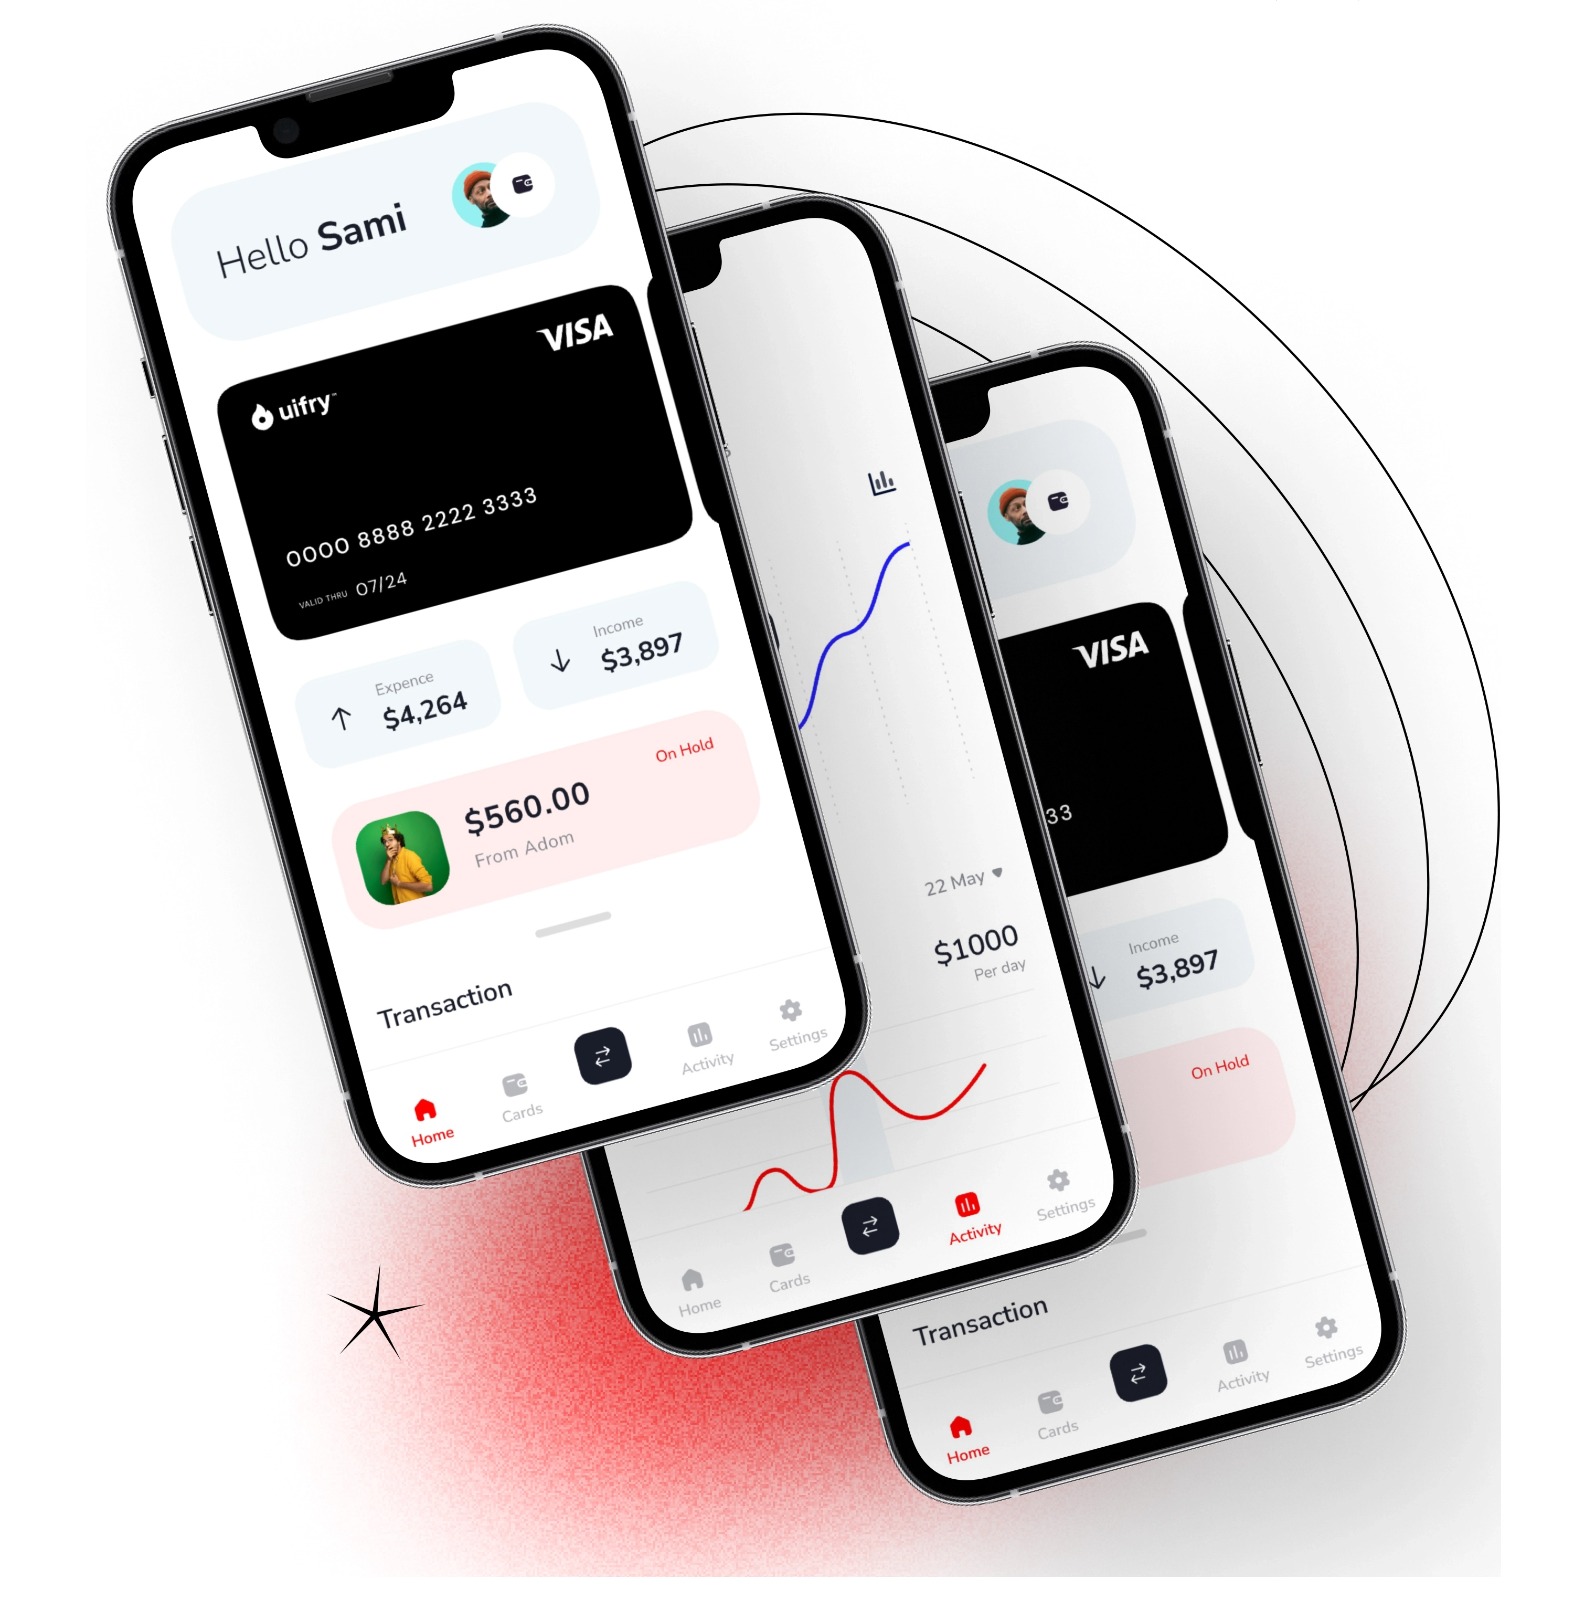 Hello Sami
VISA
uifry™
0000 8888 2222 3333
VALID THRU 07/24
Expence
$4,264
Income
$3,897
On Hold
$560.00
From Adom
Transaction
Home
Cards
Activity
Settings
22 May
$1000
Per day
Home
Cards
Activity
Settings
VISA
33
Income
$3,897
On Hold
Transaction
Home
Cards
Activity
Settings